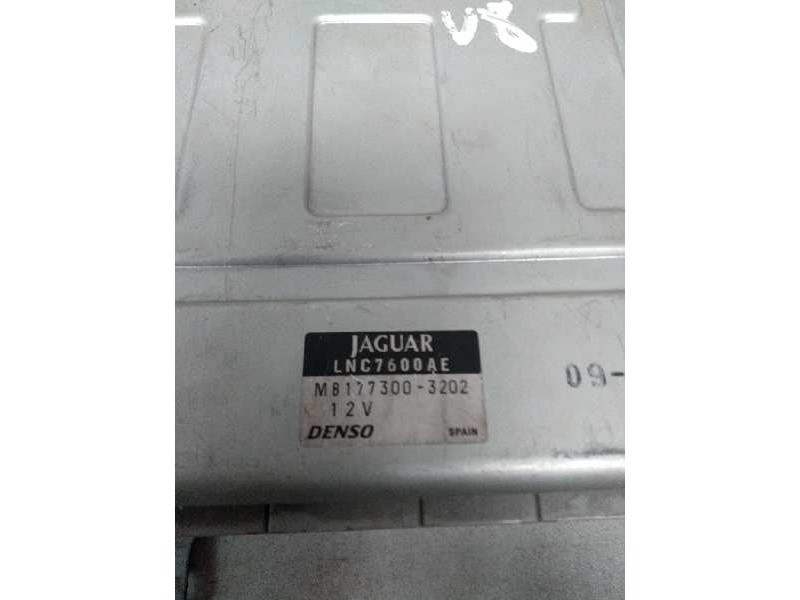 V8
JAGUAR
LNC7600AE
MB177300-3202
12V
DENSO SPAIN
09-